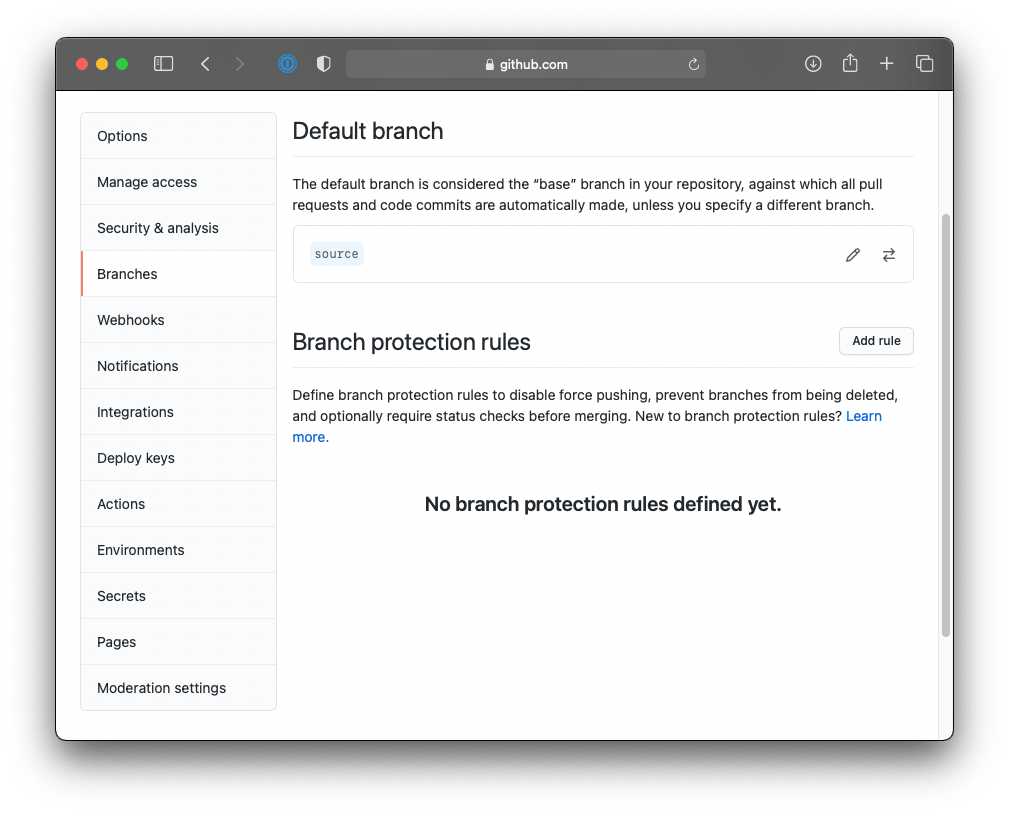 github.com
Options
Manage access
Security & analysis
Branches
Webhooks
Notifications
Integrations
Deploy keys
Actions
Environments
Secrets
Pages
Moderation settings
Default branch
The default branch is considered the “base” branch in your repository, against which all pull
requests and code commits are automatically made, unless you specify a different branch.
source
Branch protection rules
Add rule
Define branch protection rules to disable force pushing, prevent branches from being deleted,
and optionally require status checks before merging. New to branch protection rules? Learn
more.
No branch protection rules defined yet.